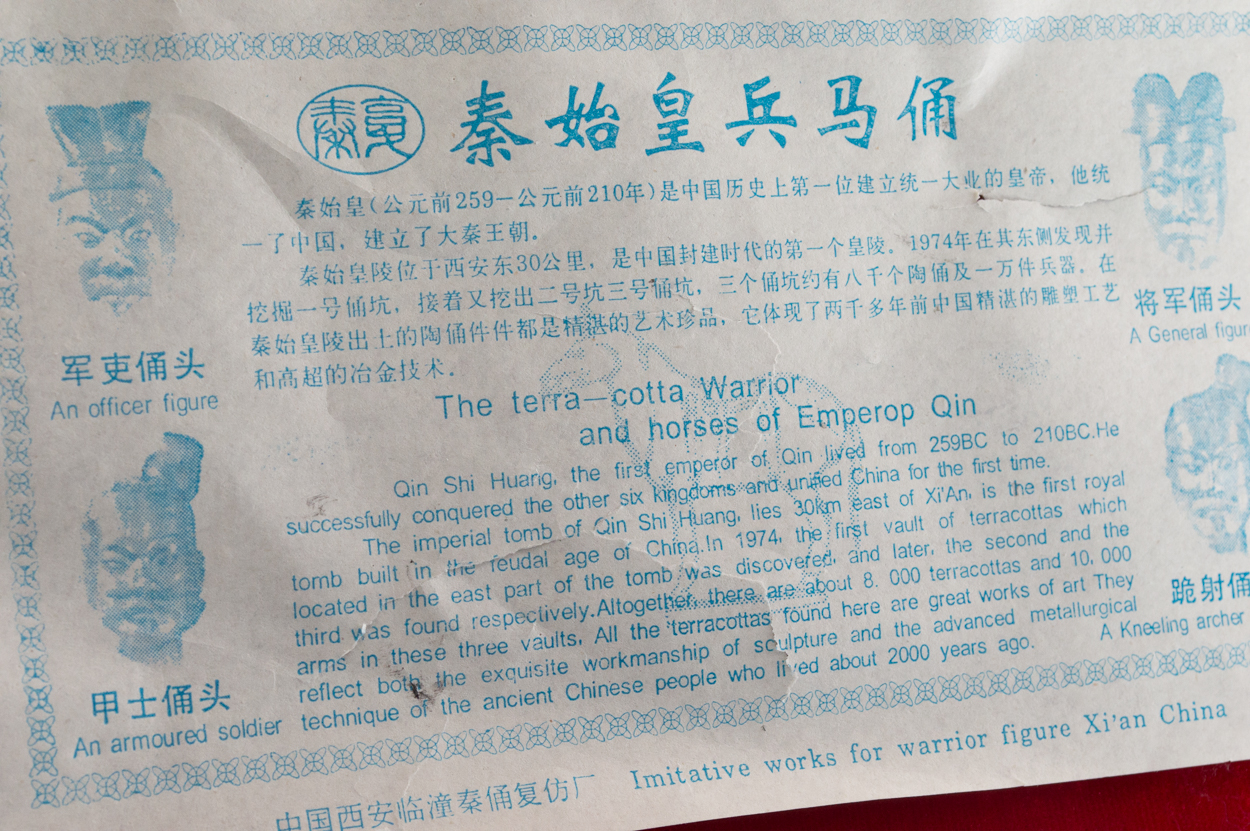 秦始皇兵马俑
秦始皇(公元前259—公元前210年)是中国历史上第一位建立统一大业的皇帝，他统
一了中国，建立了大秦王朝。
秦始皇陵位于西安东30公里，是中国封建时代的第一个皇陵。1974年在其东侧发现并
挖掘一号俑坑，接着又挖出二号坑三号俑坑，三个俑坑约有八千个陶俑及一万件兵器。在
秦始皇陵出土的陶俑件件都是精湛的艺术珍品，它体现了两千多年前中国精湛的雕塑工艺
和高超的冶金技术．
The terra—cotta Warrior
and horses of Emperop Qin
Qin Shi Huang, the first emperor of Qin lived from 259BC to 210BC.He
successfully conquered the other six kingdoms and unified China for the first time.
The imperial tomb of Qin Shi Huang, lies 30km east of Xi'An, is the first royal
tomb built in the feudal age of China.In 1974, the first vault of terracottas which
located in the east part of the tomb was discovered, and later, the second and the
third was found respectively.Altogether, there are about 8,000 terracottas and 10,000
arms in these three vaults, All the terracottas found here are great works of art They
reflect both the exquisite workmanship of sculpture and the advanced metallurgical
technique of the ancient Chinese people who lived about 2000 years ago.
军吏俑头
An officer figure
甲士俑头
An armoured soldier
将军俑头
A General figur
跪射俑
A Kneeling archer
中国西安临潼秦俑复仿厂 Imitative works for warrior figure Xi'an China